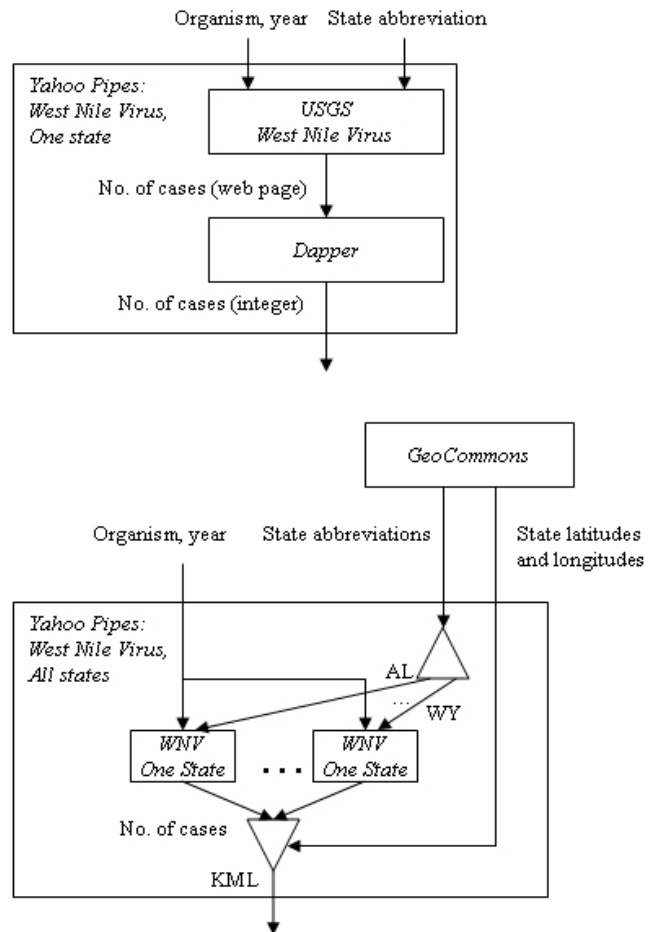 Organism, year
State abbreviation
Yahoo Pipes:
West Nile Virus,
One state
USGS
West Nile Virus
No. of cases (web page)
Dapper
No. of cases (integer)
GeoCommons
Organism, year
State abbreviations
State latitudes
and longitudes
Yahoo Pipes:
West Nile Virus,
All states
AL
...
WY
WNV
One State
...
WNV
One State
No. of cases
KML